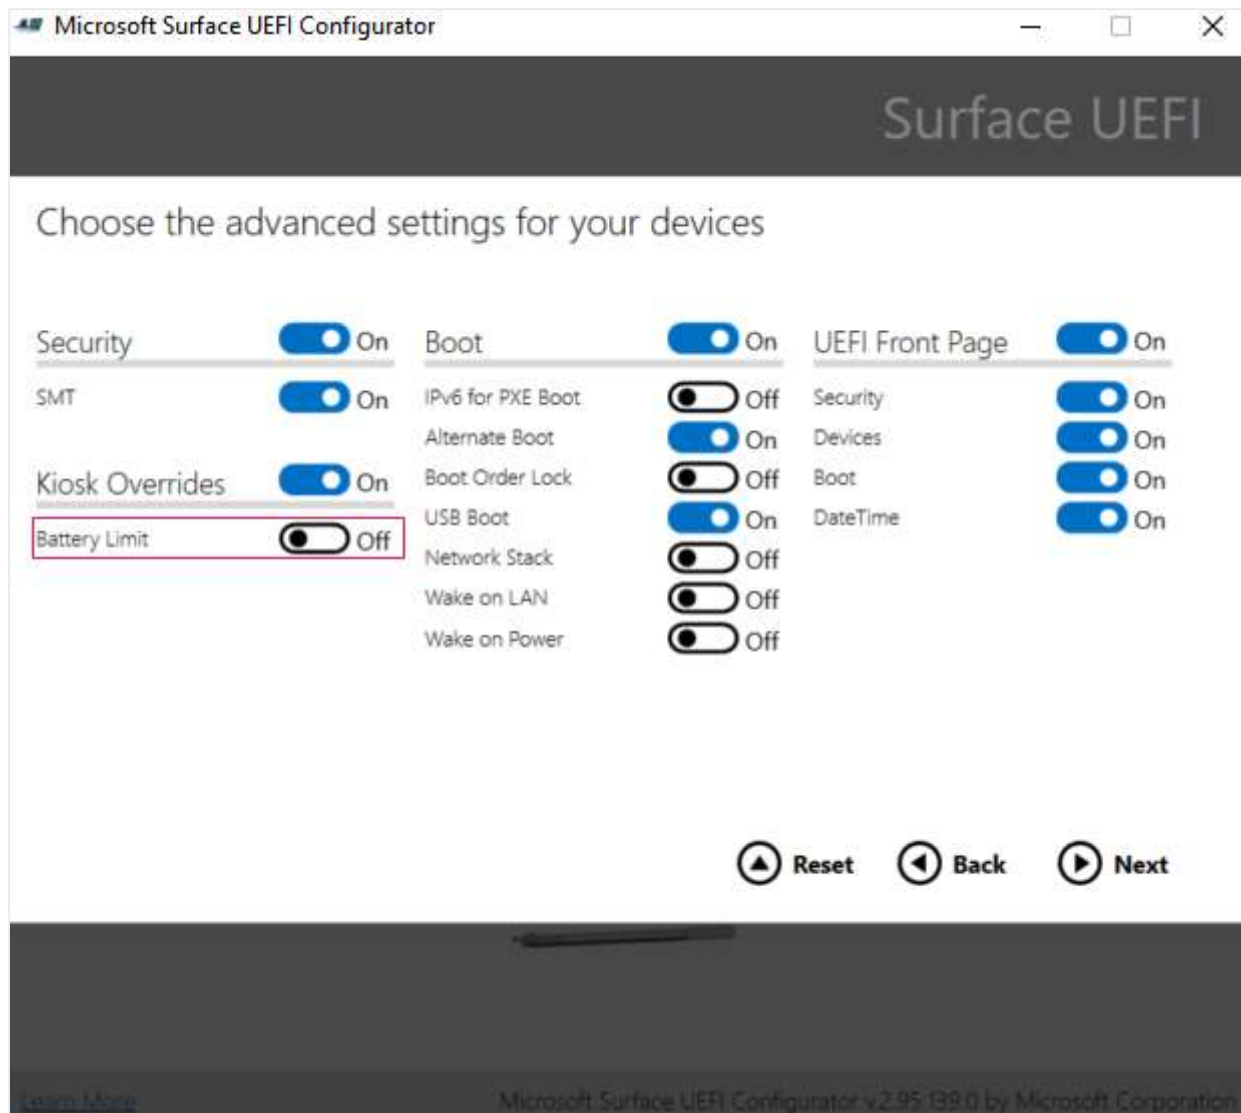 Microsoft Surface UEFI Configurator
Surface UEFI
Choose the advanced settings for your devices
Security On
SMT On
Kiosk Overrides On
Battery Limit Off
Boot On
IPv6 for PXE Boot Off
Alternate Boot On
Boot Order Lock Off
USB Boot On
Network Stack Off
Wake on LAN Off
Wake on Power Off
UEFI Front Page On
Security On
Devices On
Boot On
DateTime On
Reset Back Next
Learn More Microsoft Surface UEFI Configurator v2.95.139.0 by Microsoft Corporation